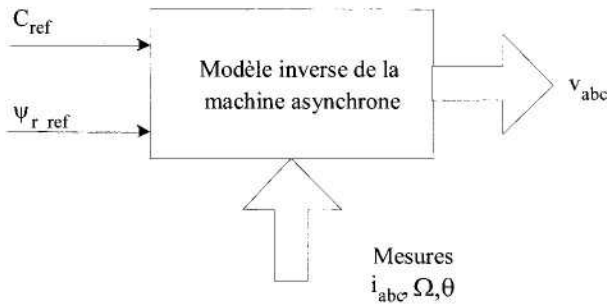 C_ref
Ψ_r_ref
Modèle inverse de la
machine asynchrone
v_abc
Mesures
i_abc, Ω,θ